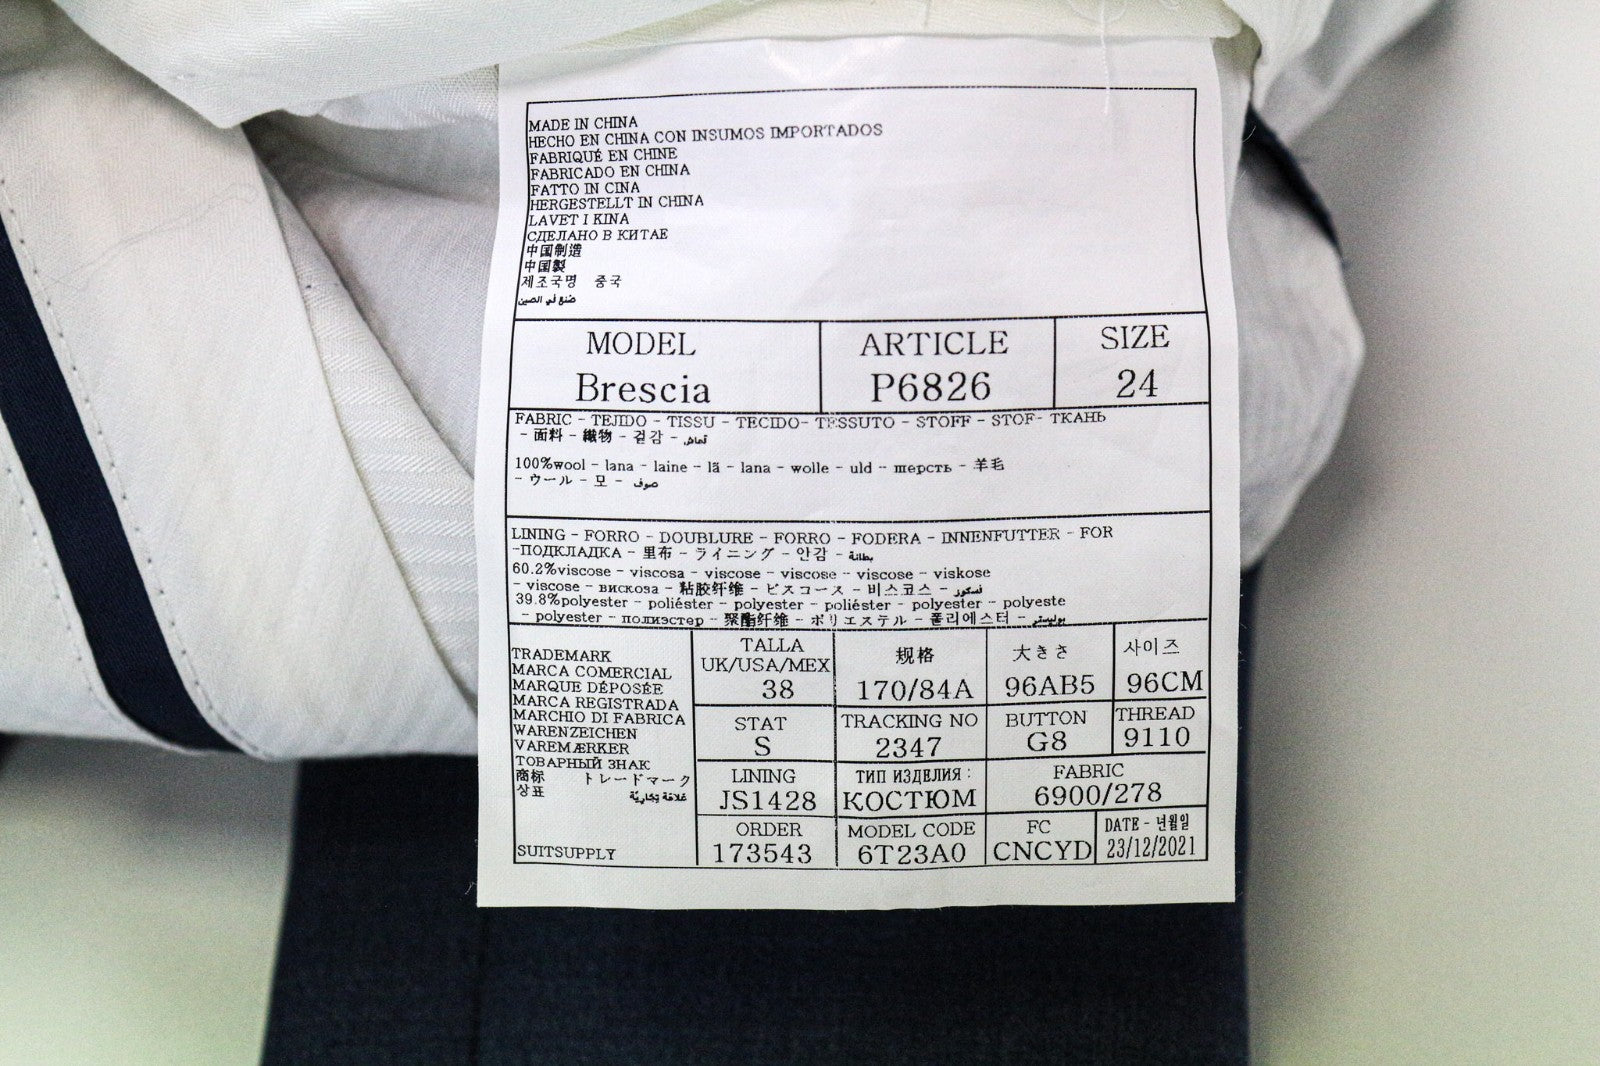 MADE IN CHINA
HECHO EN CHINA CON INSUMOS IMPORTADOS
FABRIQUÉ EN CHINE
FABRICADO EN CHINA
FATTO IN CINA
HERGESTELLT IN CHINA
LAVET I KINA
СДЕЛАНО В КИТАЕ
中国制造
中国製
제조국명 중국
صنع في الصين
MODEL ARTICLE SIZE
Brescia P6826 24
FABRIC - TEJIDO - TISSU - TECIDO- TESSUTO - STOFF - STOF- ТКАНЬ
- 面料 - 織物 - 겉감 - قماش
100%wool - lana - laine - lã - lana - wolle - uld - шерсть - 羊毛
- ウール - 모 - صوف
LINING - FORRO - DOUBLURE - FORRO - FODERA - INNENFUTTER - FOR
-ПОДКЛАДКА - 里布 - ライニング - 안감 - بطانة
60.2%viscose - viscosa - viscose - viscose - viscose - viskose
- viscose - вискоза - 粘胶纤维 - ビスコース - 비스코스 - فسكوز
39.8%polyester - poliéster - polyester - poliéster - polyester - polyeste
- polyester - полиэстер - 聚酯纤维 - ポリエステル - 폴리에스터 - بوليستر
TRADEMARK
MARCA COMERCIAL
MARQUE DÉPOSÉE
MARCA REGISTRADA
MARCHIO DI FABRICA
WARENZEICHEN
VAREMÆRKER
ТОВАРНЫЙ ЗНАК
商标 トレードマーク
상표 علامة تجارية
SUITSUPPLY
TALLA
UK/USA/MEX 规格 大きさ 사이즈
38 170/84A 96AB5 96CM
STAT TRACKING NO BUTTON THREAD
S 2347 G8 9110
LINING ТИП ИЗДЕЛИЯ: FABRIC
JS1428 КОСТЮМ 6900/278
ORDER MODEL CODE FC DATE - 년월일
173543 6T23A0 CNCYD 23/12/2021